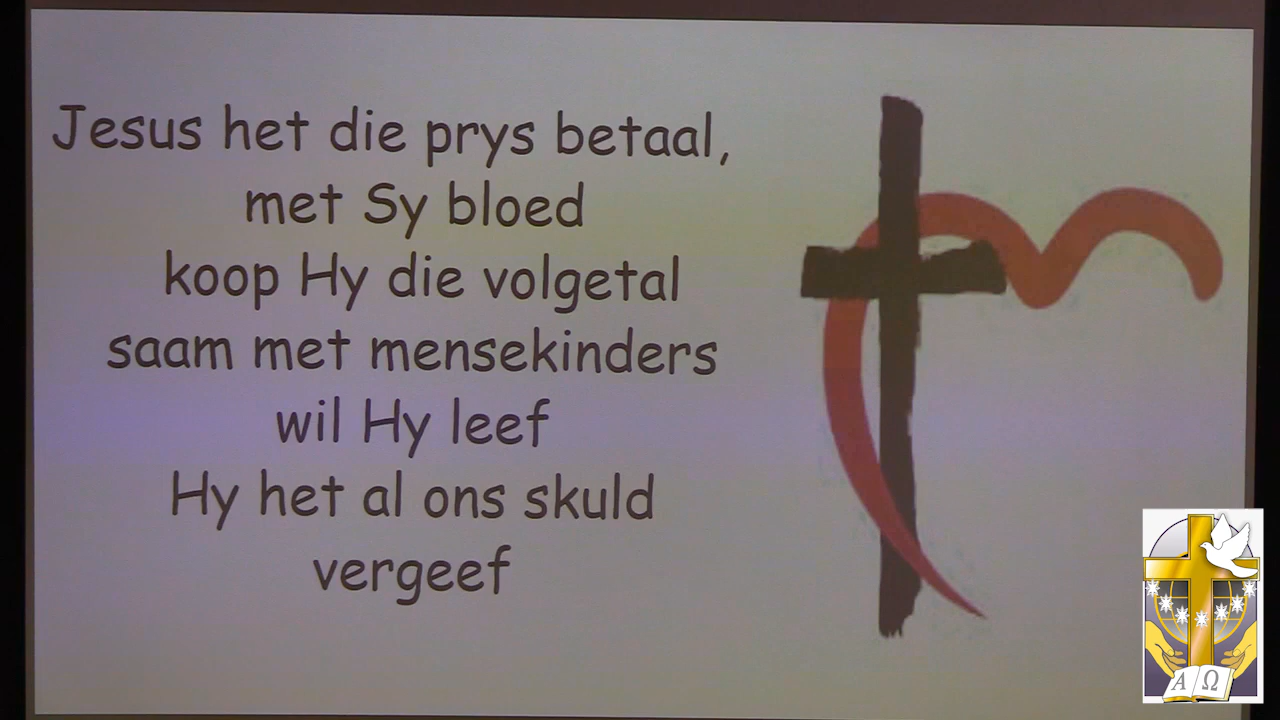 Jesus het die prys betaal,
met Sy bloed
koop Hy die volgetal
saam met mensekinders
wil Hy leef
Hy het al ons skuld
vergeef
Α Ω